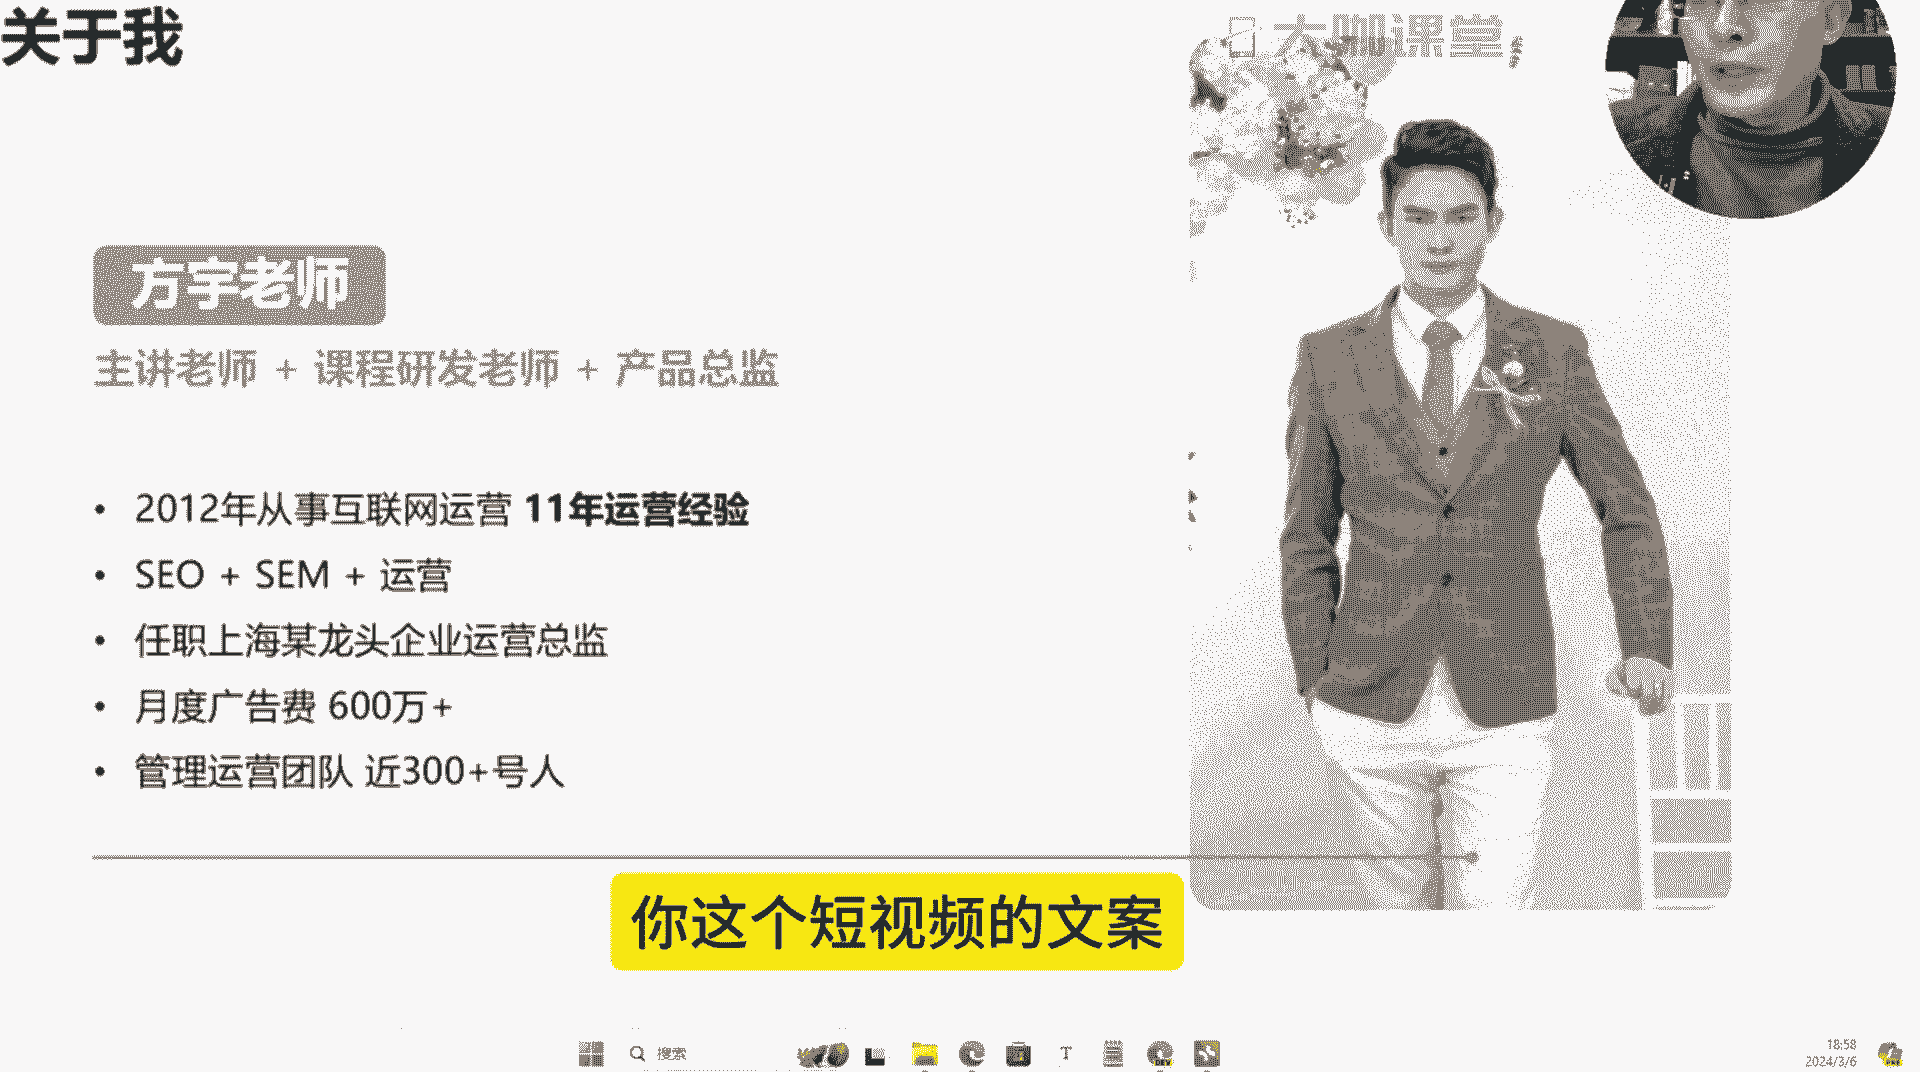 关于我
大咖课堂
方宇老师
主讲老师 + 课程研发老师 + 产品总监
• 2012年从事互联网运营 11年运营经验
• SEO + SEM + 运营
• 任职上海某龙头企业运营总监
• 月度广告费 600万+
• 管理运营团队 近300+号人
你这个短视频的文案
搜索
18:58
2024/3/6